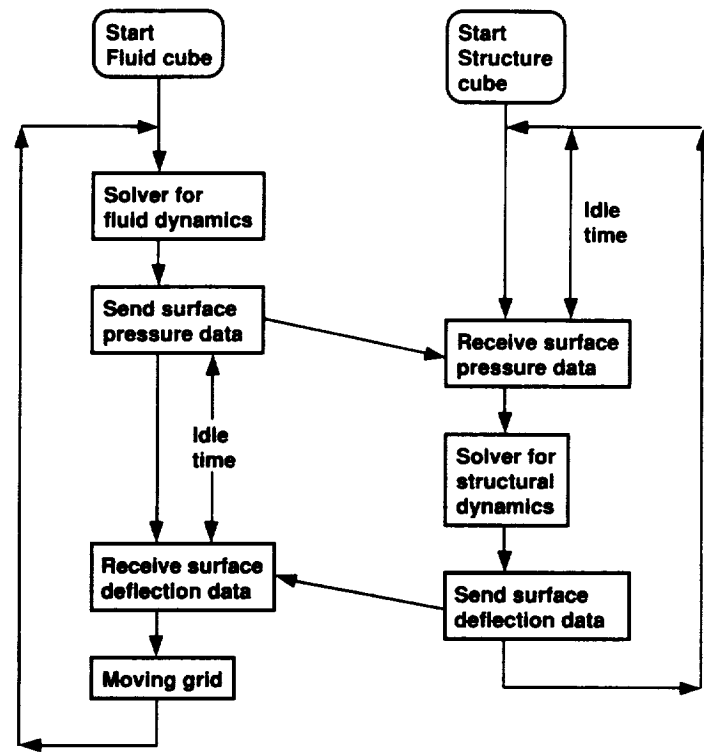 Start
Fluid cube
Solver for
fluid dynamics
Send surface
pressure data
Idle
time
Receive surface
deflection data
Moving grid
Start
Structure
cube
Idle
time
Receive surface
pressure data
Solver for
structural
dynamics
Send surface
deflection data